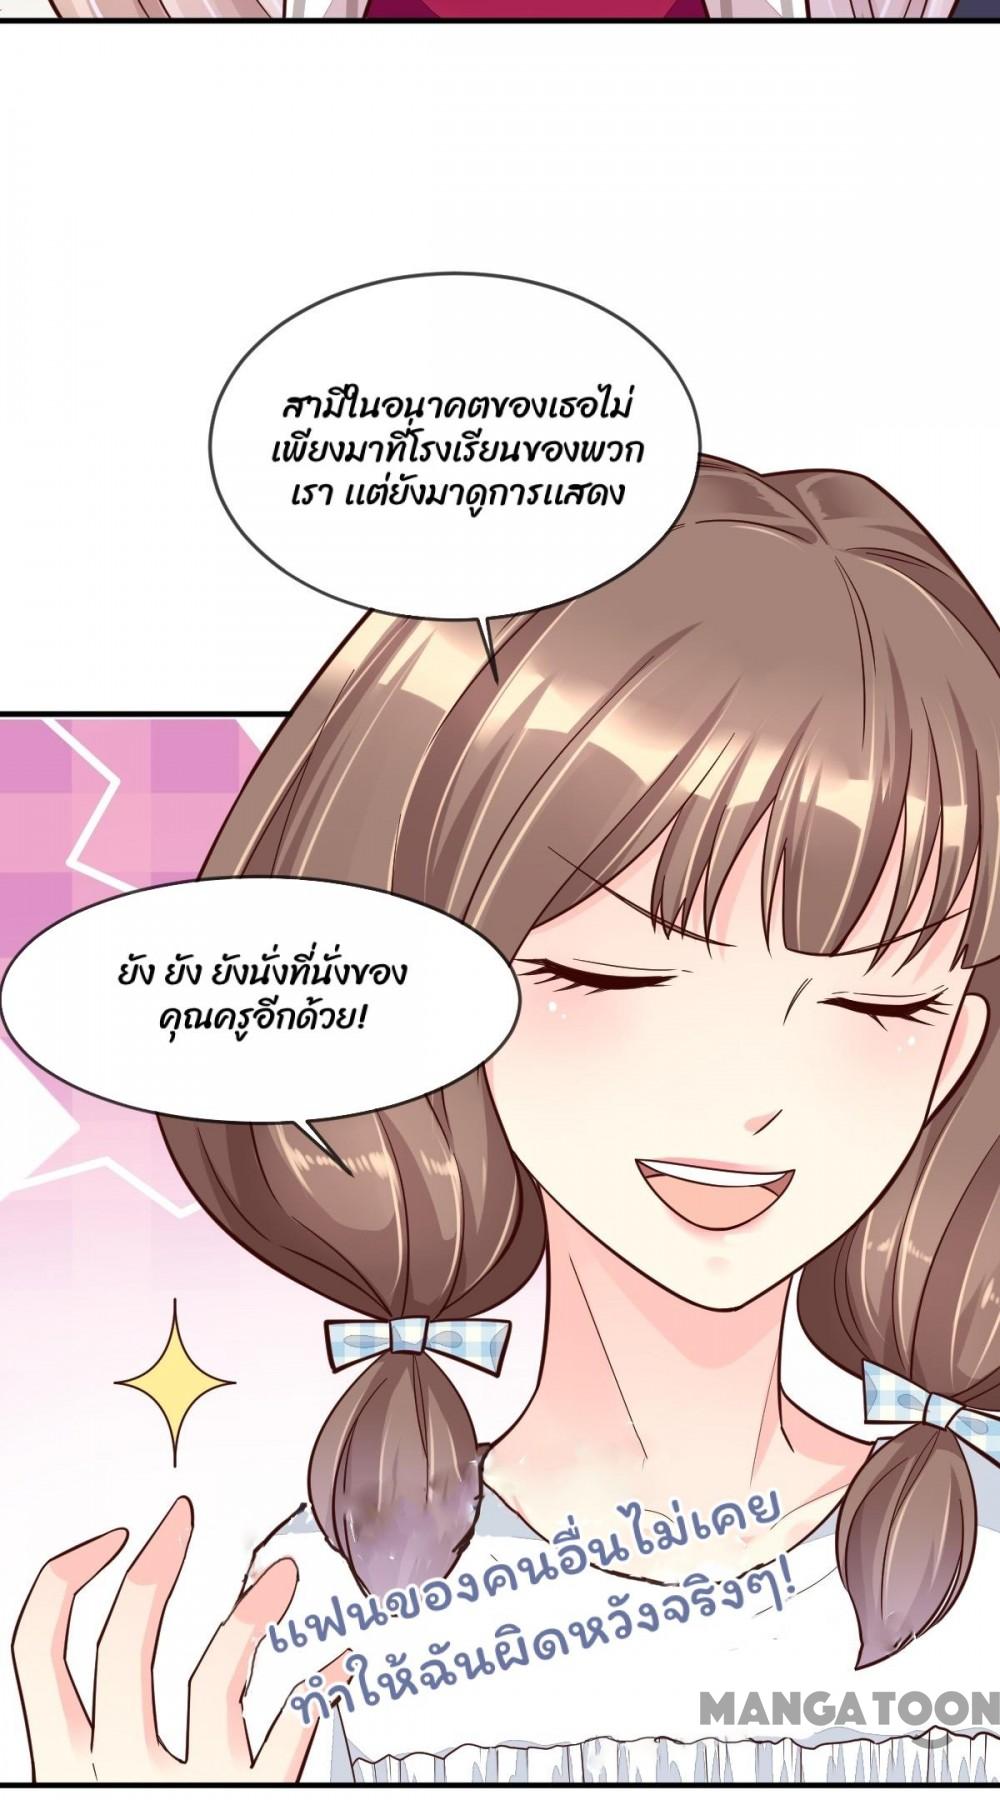 สามีในอนาคตของเธอไม่
เพียงมาที่โรงเรียนของพวก
เรา แต่ยังมาดูการแสดง
ยัง ยัง ยังนั่งที่นั่งของ
คุณครูอีกด้วย!
แฟนของคนอื่นไม่เคย
ทำให้ฉันผิดหวังจริงๆ!
MANGATOON